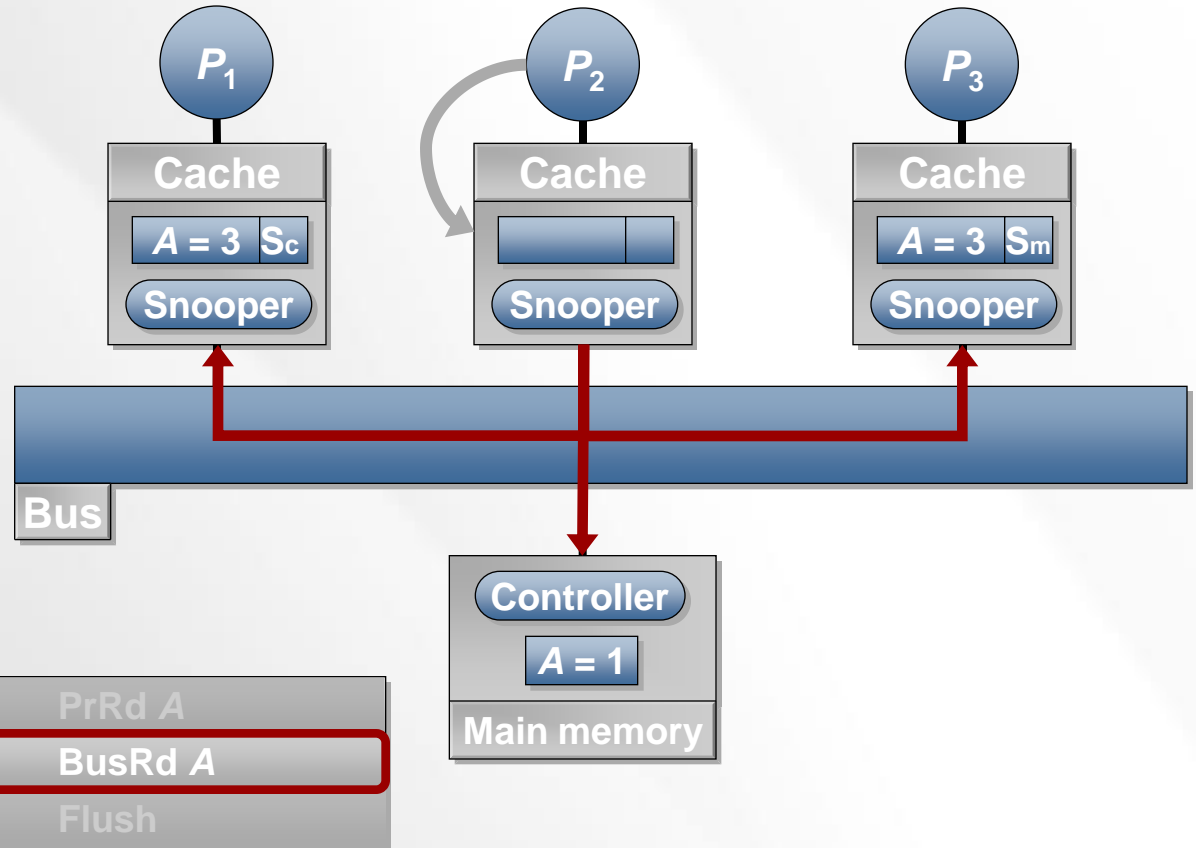 P1
P2
P3
Cache
Cache
Cache
A = 3 Sc
A = 3 Sm
Snooper
Snooper
Snooper
Bus
Controller
A = 1
Main memory
PrRd A
BusRd A
Flush